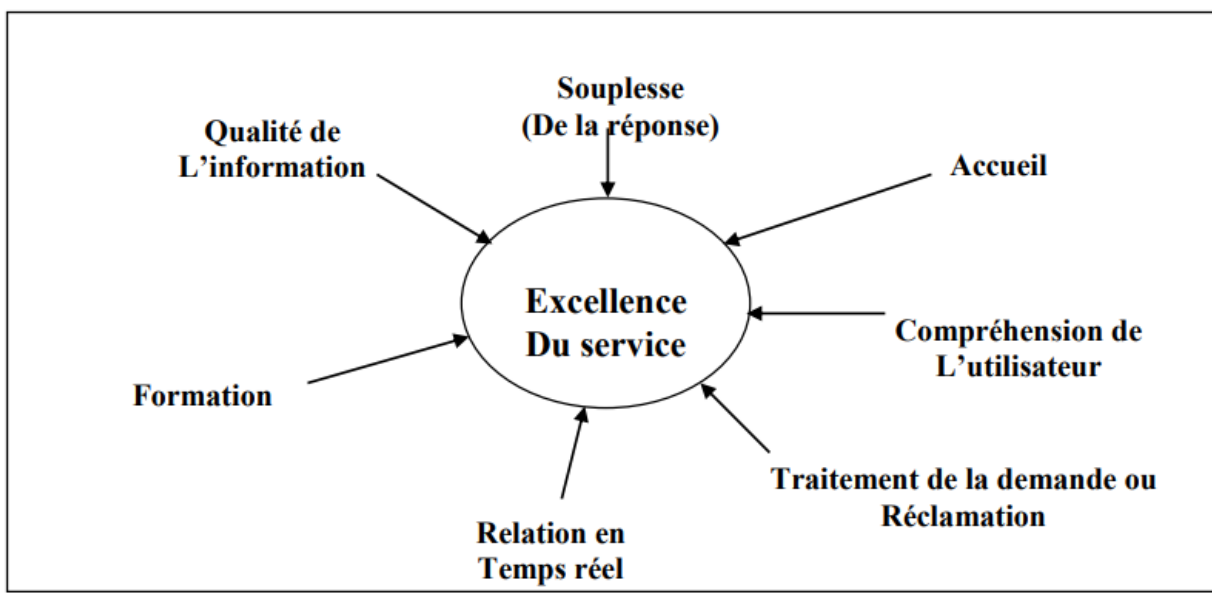 Souplesse
(De la réponse)
Qualité de
L’information
Accueil
Excellence
Du service
Compréhension de
L’utilisateur
Formation
Traitement de la demande ou
Réclamation
Relation en
Temps réel